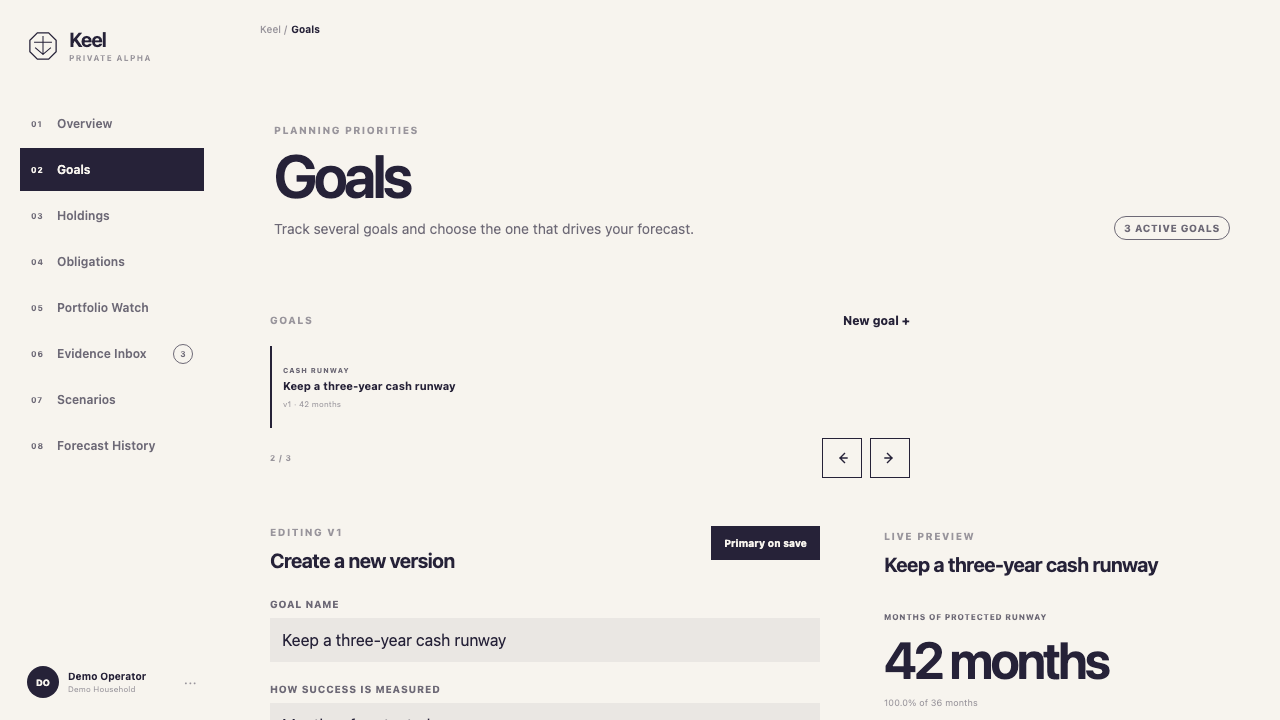 Keel
PRIVATE ALPHA
01 Overview
02 Goals
03 Holdings
04 Obligations
05 Portfolio Watch
06 Evidence Inbox 3
07 Scenarios
08 Forecast History
DO
Demo Operator
Demo Household
...
Keel / Goals
PLANNING PRIORITIES
Goals
Track several goals and choose the one that drives your forecast.
3 ACTIVE GOALS
GOALS
New goal +
CASH RUNWAY
Keep a three-year cash runway
v1 · 42 months
2 / 3
← →
EDITING V1
Create a new version
Primary on save
GOAL NAME
Keep a three-year cash runway
HOW SUCCESS IS MEASURED
LIVE PREVIEW
Keep a three-year cash runway
MONTHS OF PROTECTED RUNWAY
42 months
100.0% of 36 months